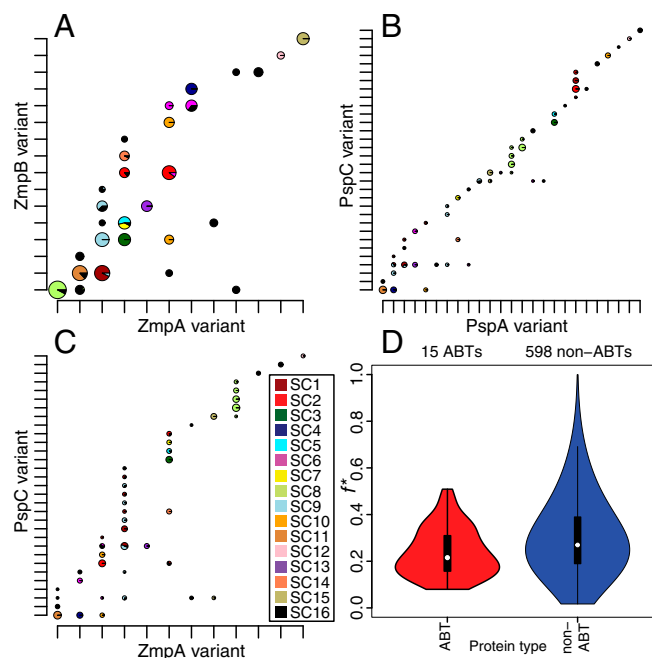 A
ZmpB variant
ZmpA variant
B
PspC variant
PspA variant
C
PspC variant
ZmpA variant
SC1
SC2
SC3
SC4
SC5
SC6
SC7
SC8
SC9
SC10
SC11
SC12
SC13
SC14
SC15
SC16
D
15 ABTs 598 non−ABTs
f*
1.0
0.8
0.6
0.4
0.2
0.0
ABT
non−
ABT
Protein type